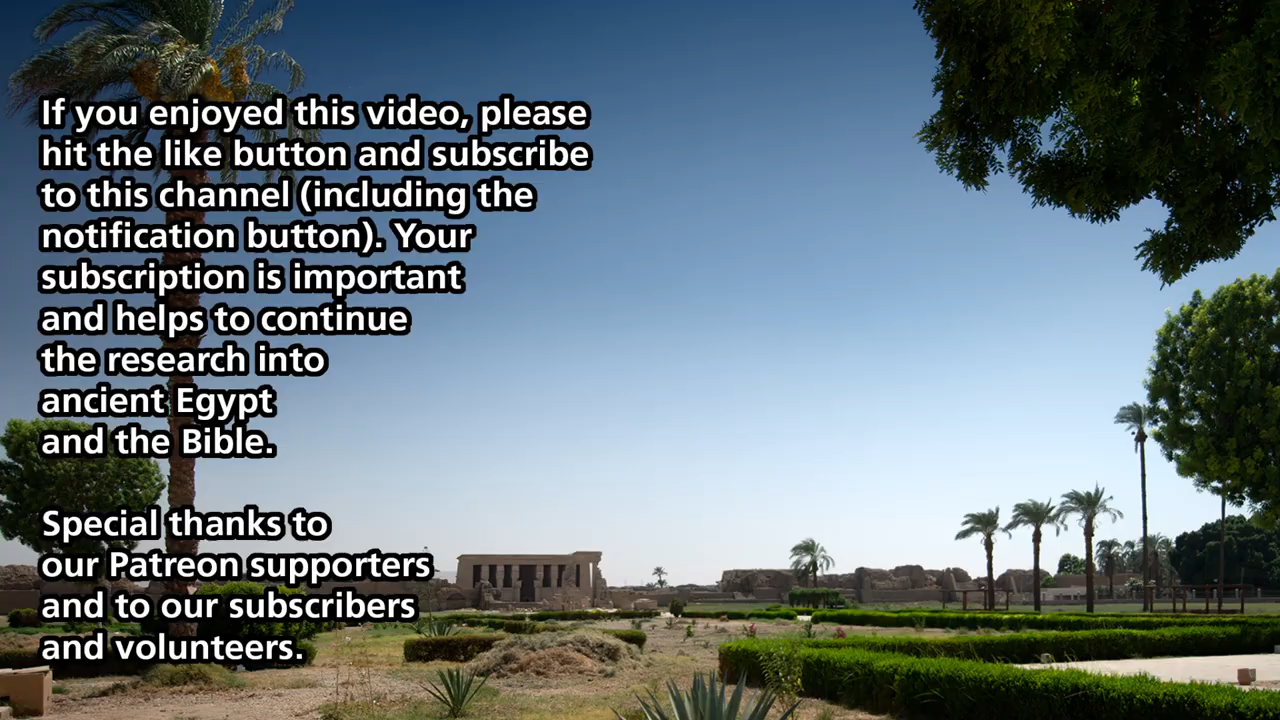 If you enjoyed this video, please
hit the like button and subscribe
to this channel (including the
notification button). Your
subscription is important
and helps to continue
the research into
ancient Egypt
and the Bible.
Special thanks to
our Patreon supporters
and to our subscribers
and volunteers.